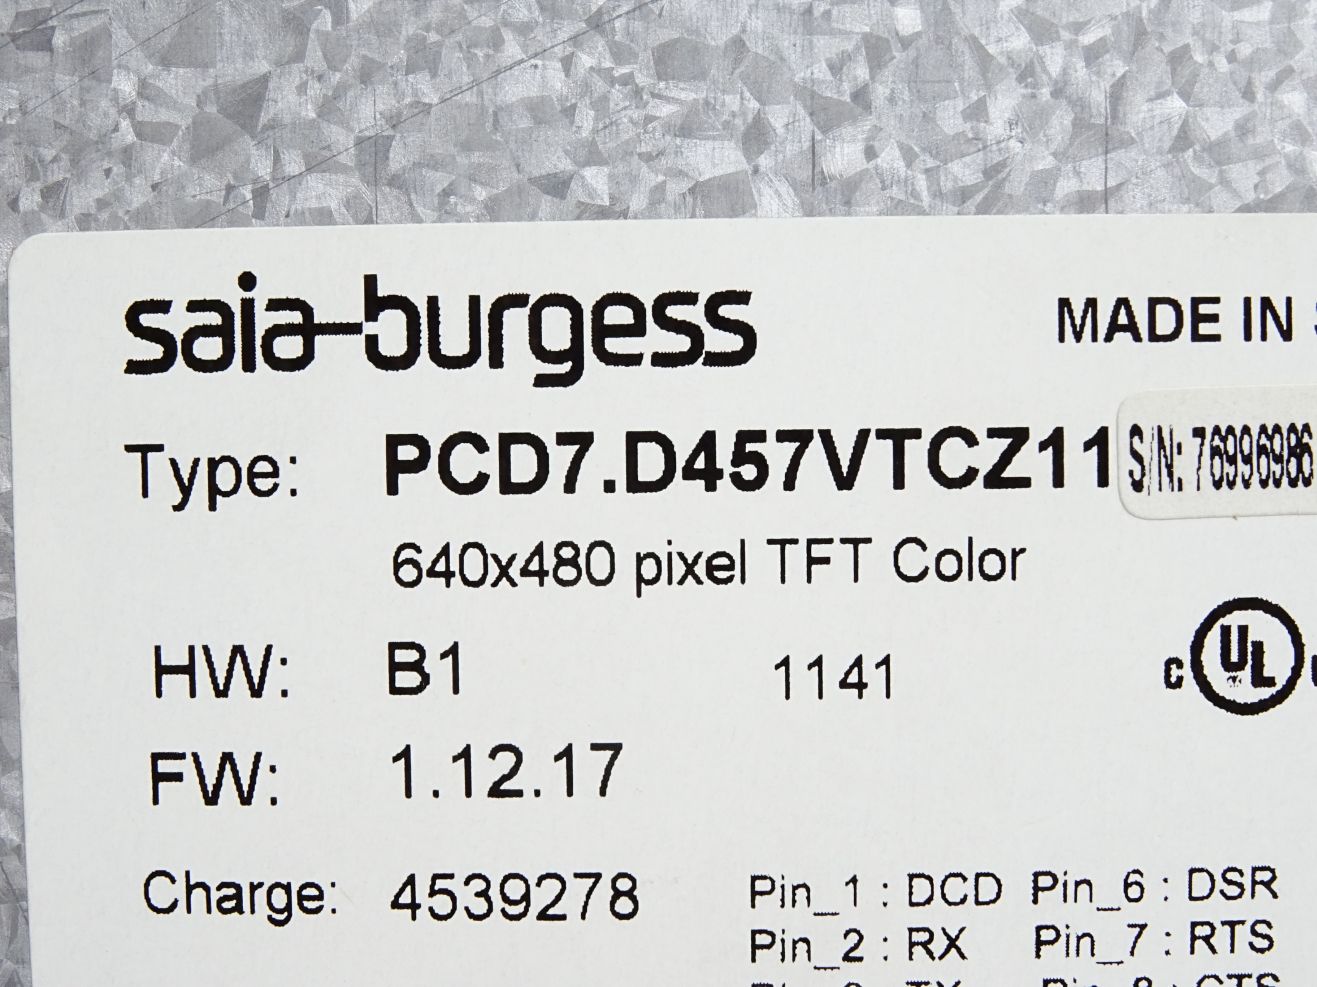 saia-burgess
MADE IN
Type: PCD7.D457VTCZ11
S/N: 76996986
640x480 pixel TFT Color
HW: B1 1141
C UL
FW: 1.12.17
Charge: 4539278
Pin_1 : DCD Pin_6 : DSR
Pin_2 : RX Pin_7 : RTS